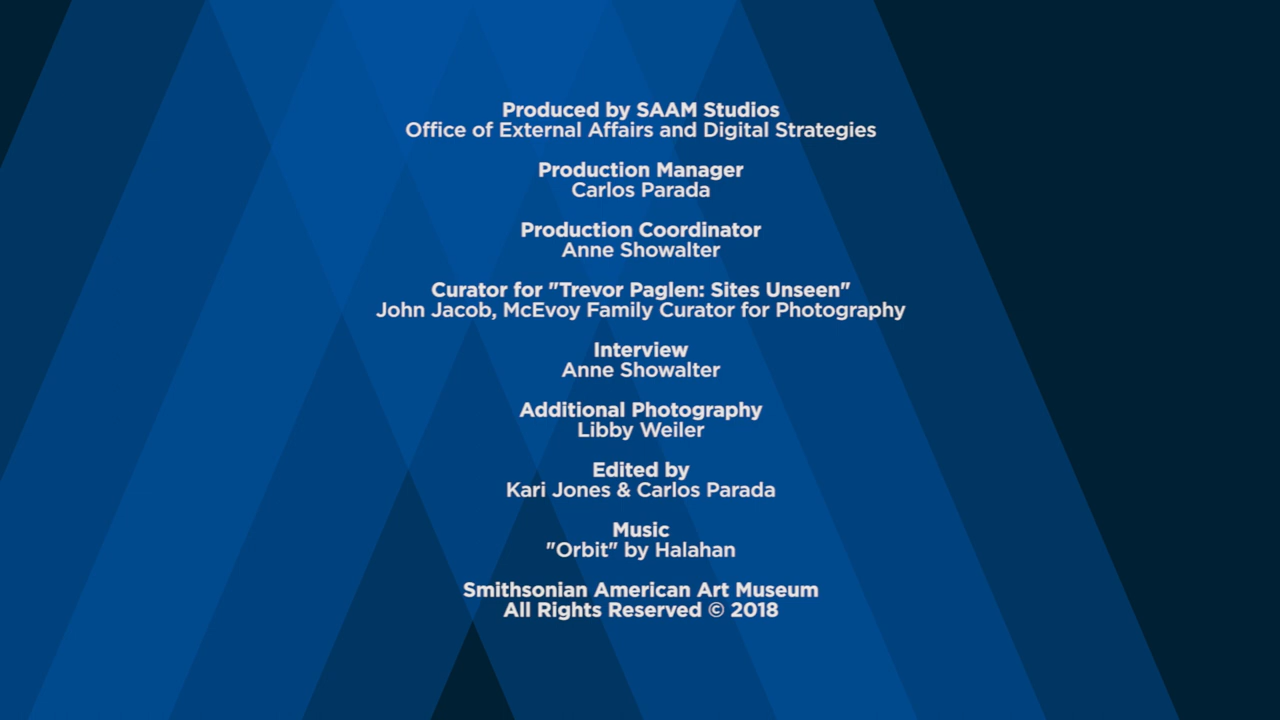 Produced by SAAM Studios
Office of External Affairs and Digital Strategies
Production Manager
Carlos Parada
Production Coordinator
Anne Showalter
Curator for "Trevor Paglen: Sites Unseen"
John Jacob, McEvoy Family Curator for Photography
Interview
Anne Showalter
Additional Photography
Libby Weiler
Edited by
Kari Jones & Carlos Parada
Music
"Orbit" by Halahan
Smithsonian American Art Museum
All Rights Reserved © 2018